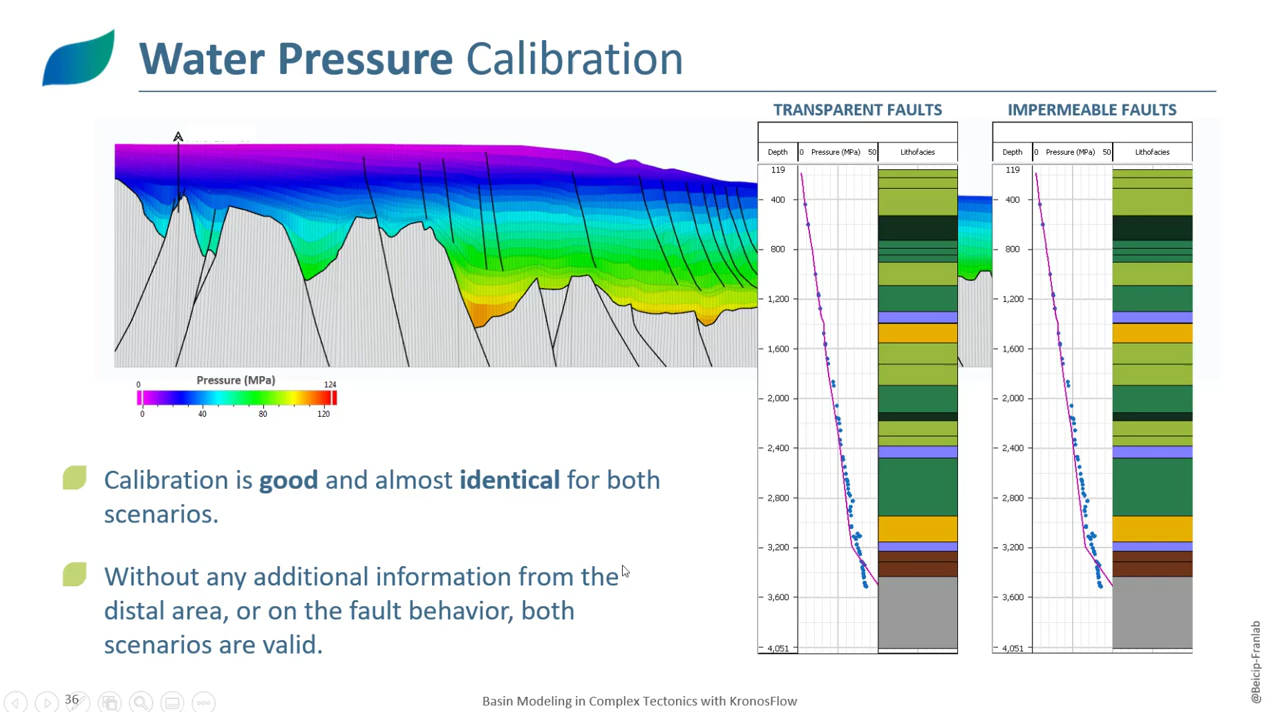 Water Pressure Calibration
TRANSPARENT FAULTS
IMPERMEABLE FAULTS
A
Depth 0 Pressure (MPa) 50 Lithofacies
119
400
800
1,200
1,600
2,000
2,400
2,800
3,200
3,600
4,051
Depth 0 Pressure (MPa) 50 Lithofacies
119
400
800
1,200
1,600
2,000
2,400
2,800
3,200
3,600
4,051
0 Pressure (MPa) 124
0 40 80 120
Calibration is good and almost identical for both
scenarios.
Without any additional information from the
distal area, or on the fault behavior, both
scenarios are valid.
36
Basin Modeling in Complex Tectonics with KronosFlow
@Beicip-Franlab